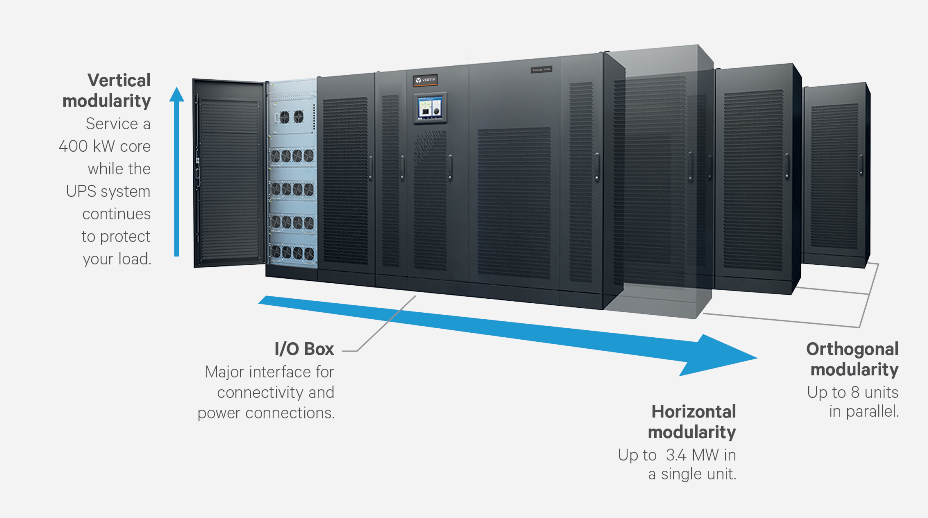 Vertical
modularity
Service a
400 kW core
while the
UPS system
continues
to protect
your load.
VERTIV
I/O Box
Major interface for
connectivity and
power connections.
Horizontal
modularity
Up to 3.4 MW in
a single unit.
Orthogonal
modularity
Up to 8 units
in parallel.